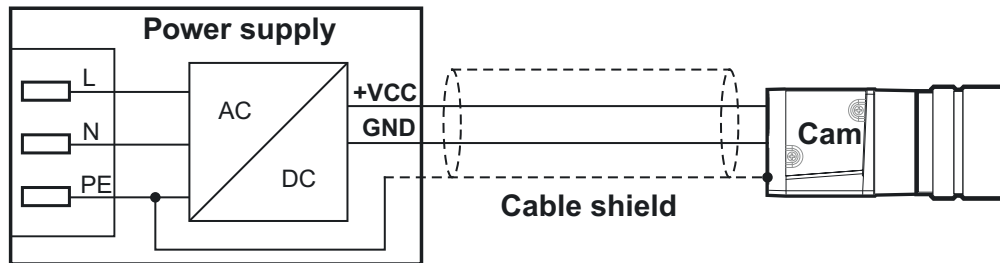 Power supply
L
N
PE
AC
DC
+VCC
GND
Cable shield
Cam